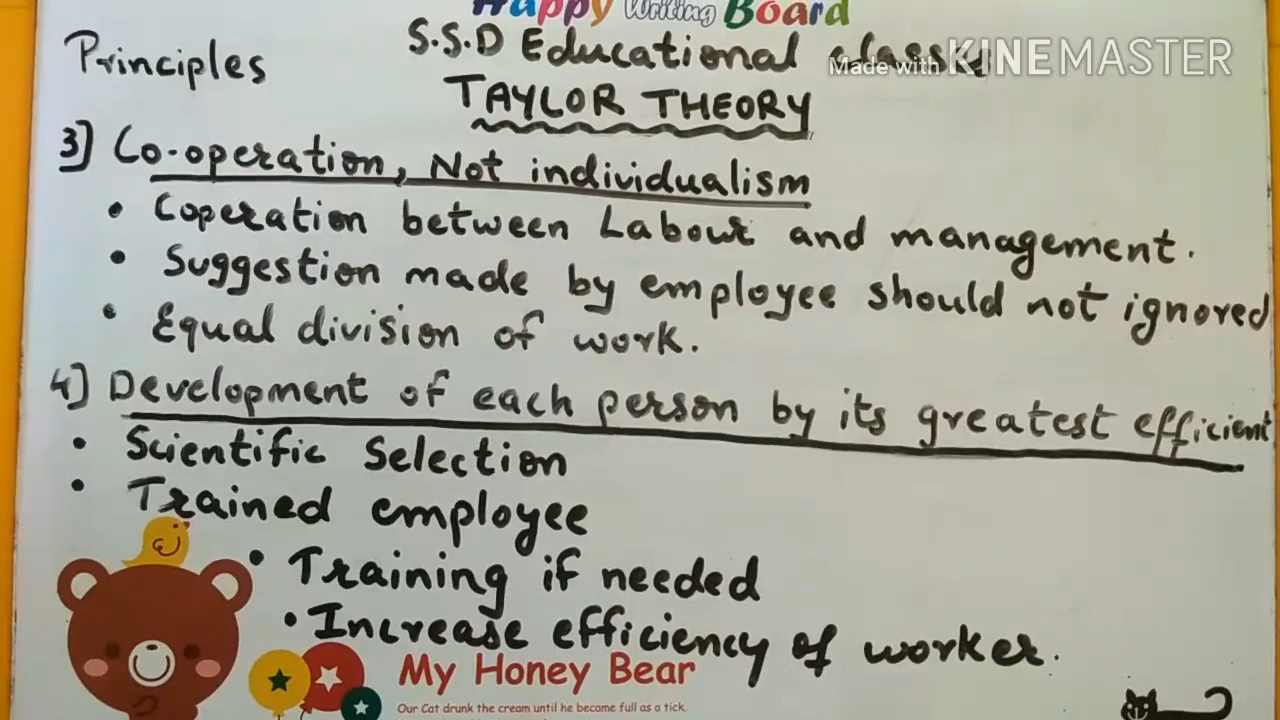 Happy Writing Board
S.S.D Educational classes
Made with KINEMASTER
Principles
TAYLOR THEORY
3] Co-operation, Not individualism
• Coperation between Labour and management.
• Suggestion made by employee should not ignored
• Equal division of work.
4] Development of each person by its greatest efficient
• Scientific Selection
• Trained employee
• Training if needed
• Increase efficiency of worker.
My Honey Bear
Our Cat drunk the cream until he became full as a tick.